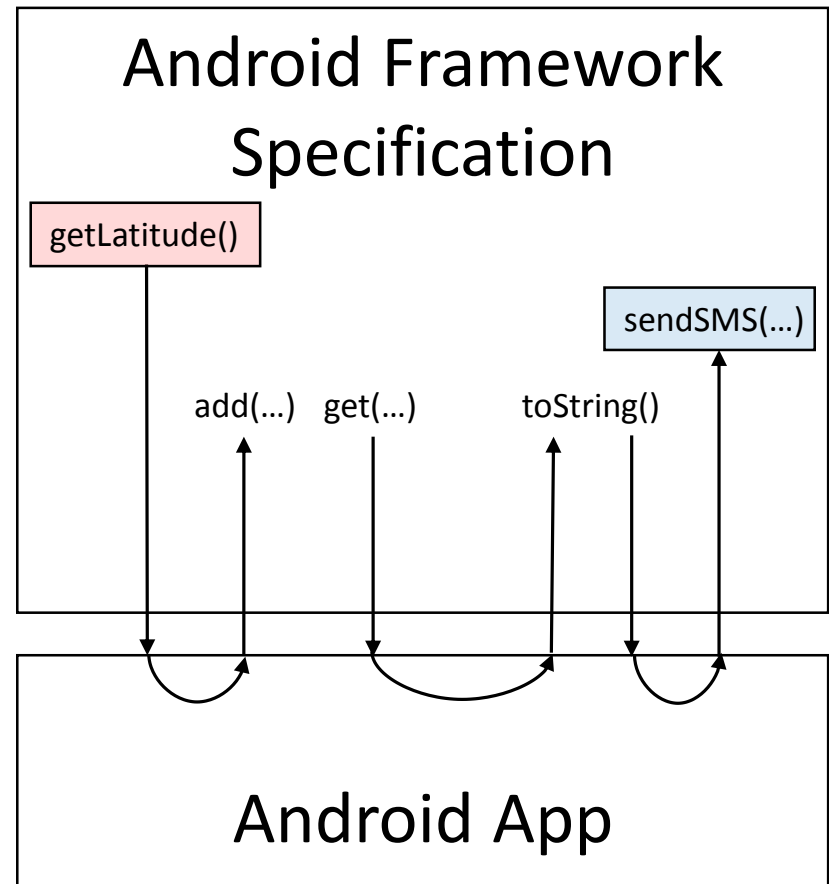 Android Framework
Specification
getLatitude()
sendSMS(…)
add(…) get(…) toString()
Android App